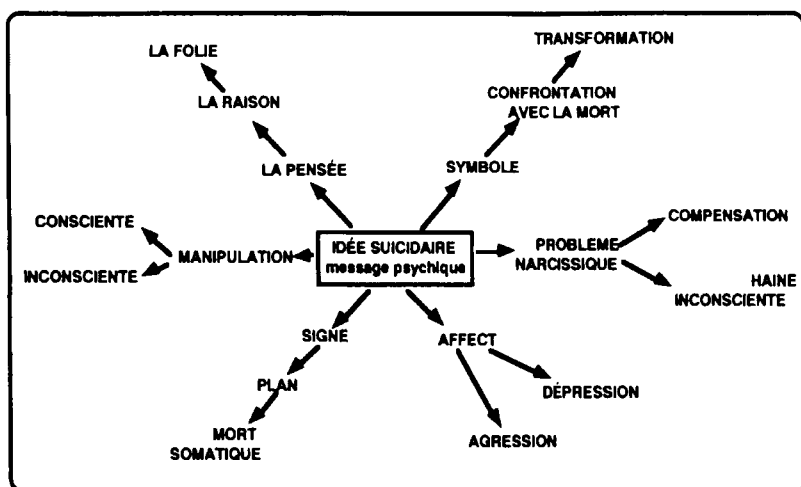 TRANSFORMATION
LA FOLIE
CONFRONTATION
AVEC LA MORT
LA RAISON
LA PENSÉE
SYMBOLE
CONSCIENTE
COMPENSATION
IDÉE SUICIDAIRE
message psychique
PROBLEME
NARCISSIQUE
MANIPULATION
INCONSCIENTE
HAINE
INCONSCIENTE
SIGNE
AFFECT
PLAN
DÉPRESSION
MORT
SOMATIQUE
AGRESSION